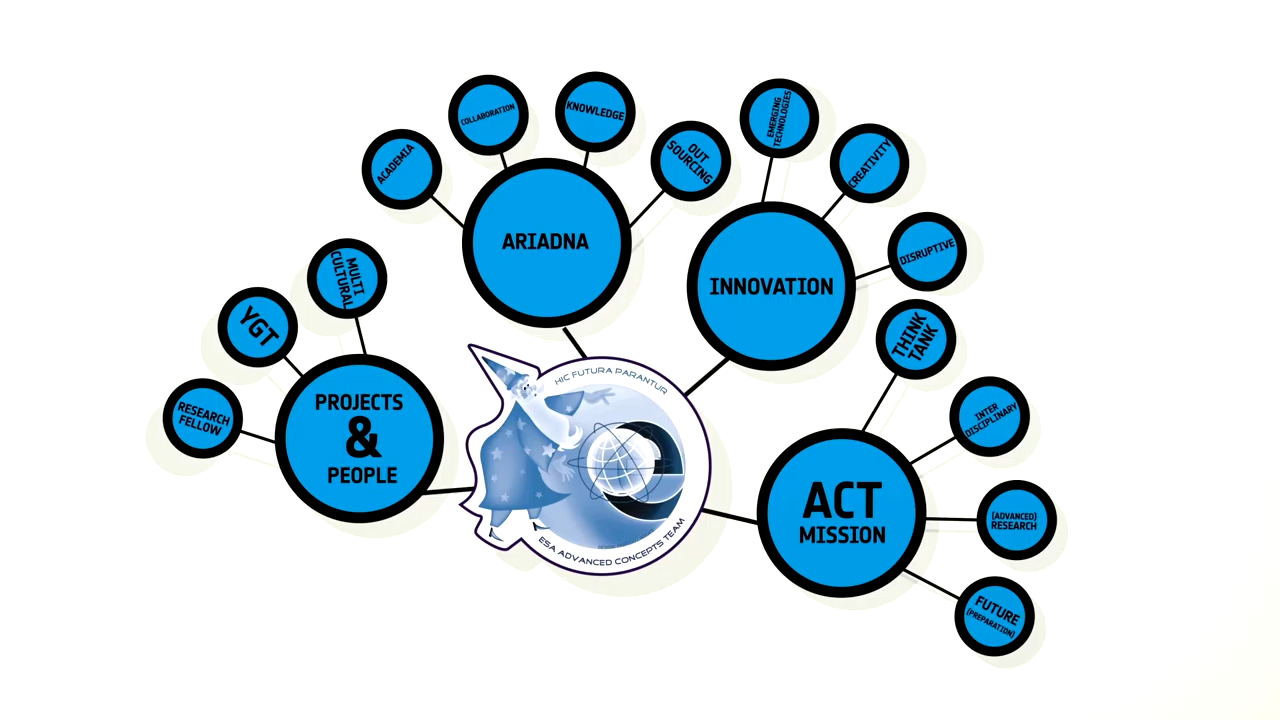 COLLABORATION
KNOWLEDGE
ACADEMIA
OUT
SOURCING
ARIADNA
EMERGING
TECHNOLOGIES
CREATIVITY
DISRUPTIVE
INNOVATION
MULTI
CULTURAL
YGT
RESEARCH
FELLOW
PROJECTS
&
PEOPLE
HIC FUTURA PARANTUR
ESA ADVANCED CONCEPTS TEAM
THINK
TANK
INTER
DISCIPLINARY
(ADVANCED)
RESEARCH
FUTURE
(PREPARATION)
ACT
MISSION